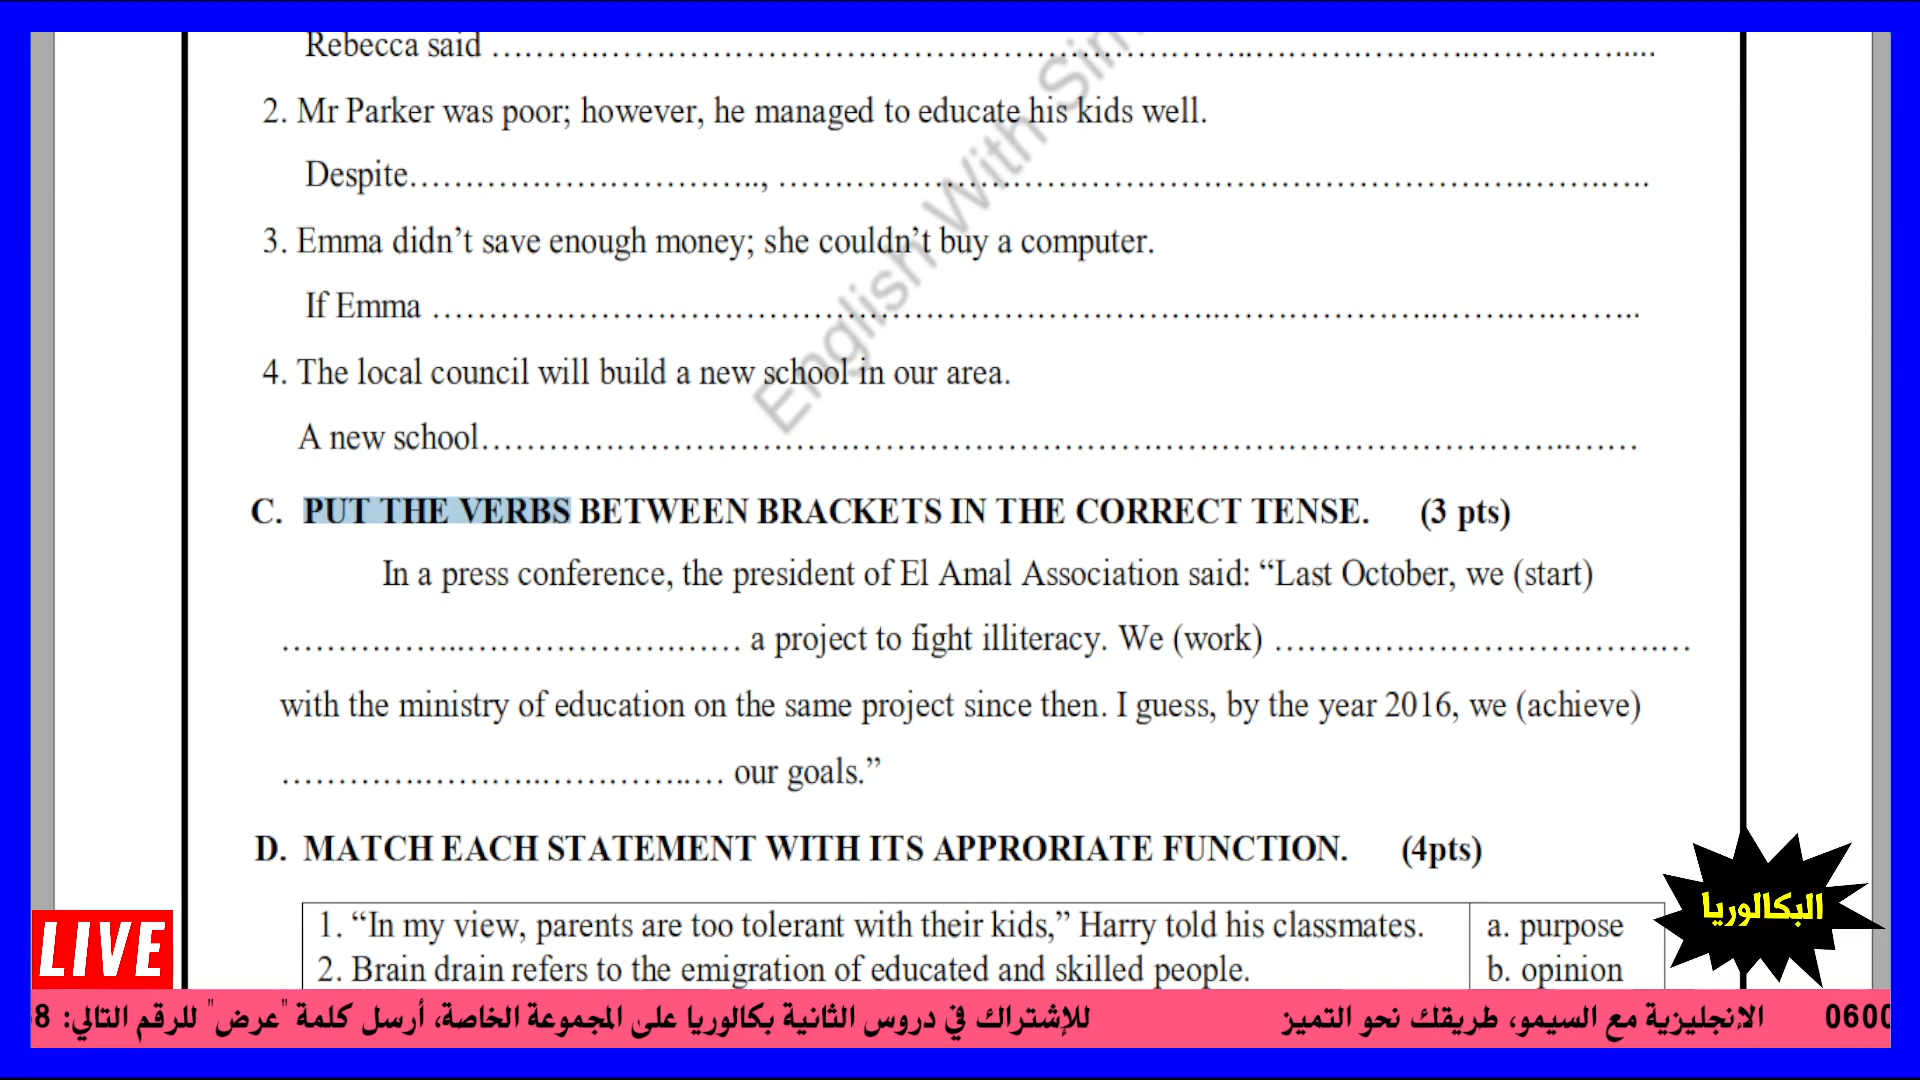 Rebecca said ……………………………………………………………………………………
2. Mr Parker was poor; however, he managed to educate his kids well.
Despite……………………………, ……………………………………………………………
3. Emma didn’t save enough money; she couldn’t buy a computer.
If Emma ……………………………………………………………………………………
4. The local council will build a new school in our area.
A new school……………………………………………………………………………………
English With Sim
C. PUT THE VERBS BETWEEN BRACKETS IN THE CORRECT TENSE. (3 pts)
In a press conference, the president of El Amal Association said: “Last October, we (start)
……………………………………… a project to fight illiteracy. We (work) ……………………………………
with the ministry of education on the same project since then. I guess, by the year 2016, we (achieve)
……………………………………… our goals.”
D. MATCH EACH STATEMENT WITH ITS APPRORIATE FUNCTION. (4pts)
1. “In my view, parents are too tolerant with their kids,” Harry told his classmates. a. purpose
2. Brain drain refers to the emigration of educated and skilled people. b. opinion
البكالوريا
LIVE
0600 الإنجليزية مع السيمو، طريقك نحو التميز للإشتراك في دروس الثانية بكالوريا على المجموعة الخاصة، أرسل كلمة "عرض" للرقم التالي: 8